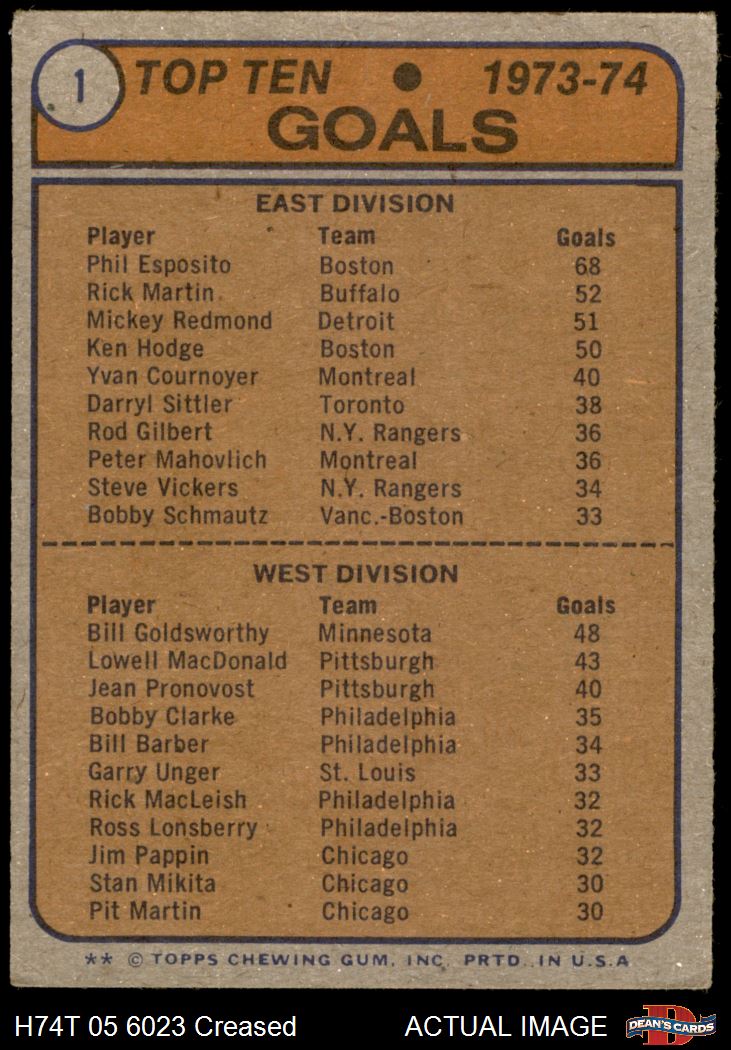 1 TOP TEN ● 1973-74
GOALS
EAST DIVISION
Player Team Goals
Phil Esposito Boston 68
Rick Martin Buffalo 52
Mickey Redmond Detroit 51
Ken Hodge Boston 50
Yvan Cournoyer Montreal 40
Darryl Sittler Toronto 38
Rod Gilbert N.Y. Rangers 36
Peter Mahovlich Montreal 36
Steve Vickers N.Y. Rangers 34
Bobby Schmautz Vanc.-Boston 33
WEST DIVISION
Player Team Goals
Bill Goldsworthy Minnesota 48
Lowell MacDonald Pittsburgh 43
Jean Pronovost Pittsburgh 40
Bobby Clarke Philadelphia 35
Bill Barber Philadelphia 34
Garry Unger St. Louis 33
Rick MacLeish Philadelphia 32
Ross Lonsberry Philadelphia 32
Jim Pappin Chicago 32
Stan Mikita Chicago 30
Pit Martin Chicago 30
** © TOPPS CHEWING GUM, INC. PRTD. IN U.S.A
H74T 05 6023 Creased ACTUAL IMAGE D DEAN'S CARDS